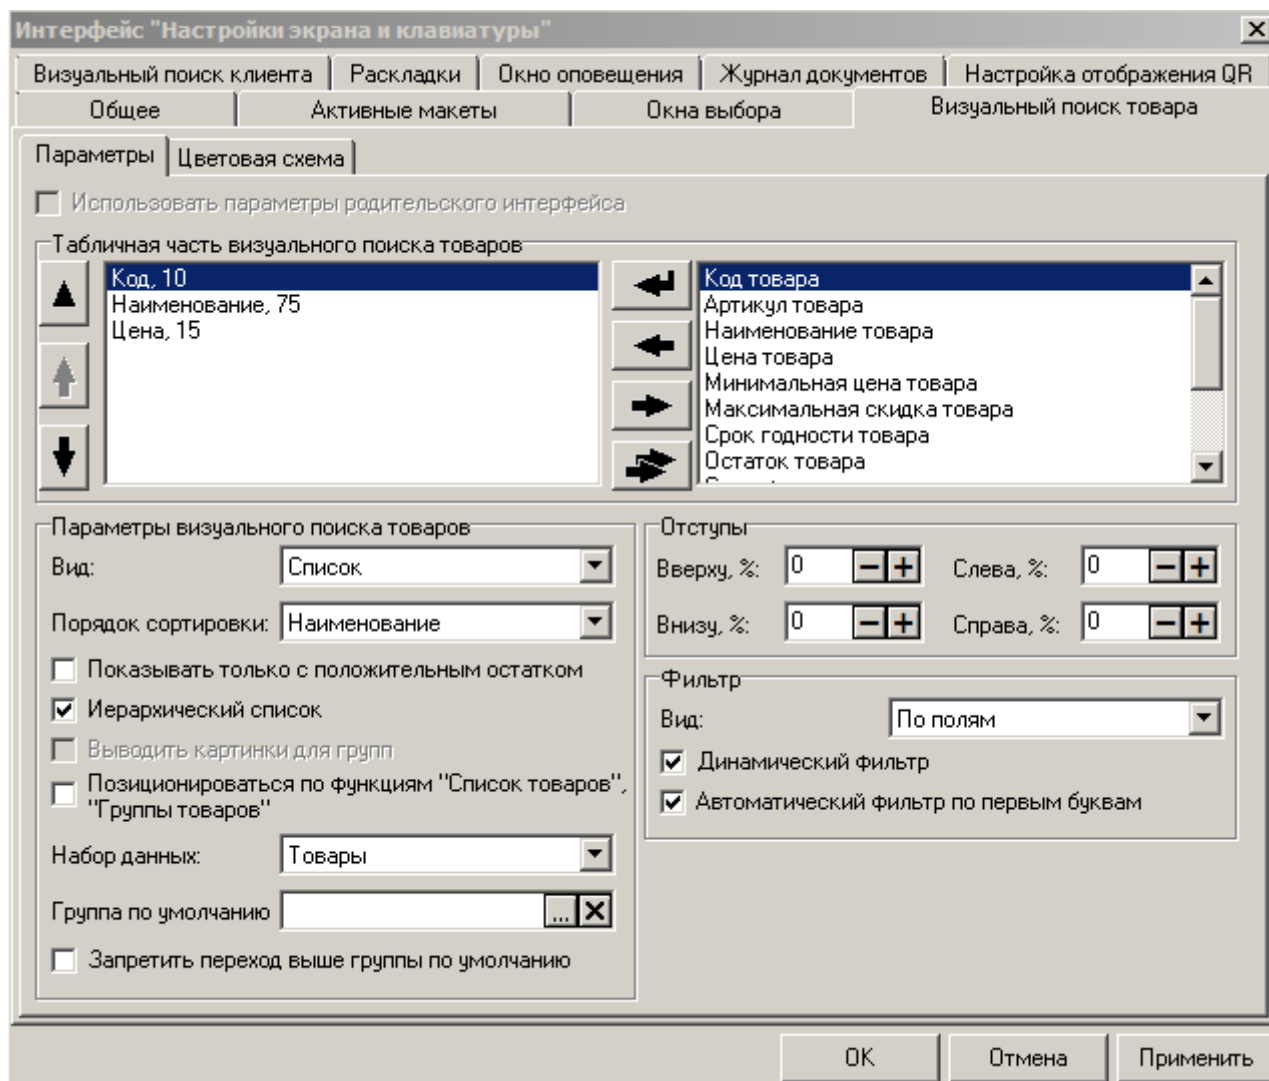 Интерфейс "Настройки экрана и клавиатуры"
Визуальный поиск клиента Раскладки Окно оповещения Журнал документов Настройка отображения QR
Общее Активные макеты Окна выбора Визуальный поиск товара
Параметры Цветовая схема
Использовать параметры родительского интерфейса
Табличная часть визуального поиска товаров
Код, 10
Наименование, 75
Цена, 15
Код товара
Артикул товара
Наименование товара
Цена товара
Минимальная цена товара
Максимальная скидка товара
Срок годности товара
Остаток товара
Параметры визуального поиска товаров
Вид: Список
Порядок сортировки: Наименование
Показывать только с положительным остатком
Иерархический список
Выводить картинки для групп
Позиционироваться по функциям "Список товаров",
"Группы товаров"
Набор данных: Товары
Группа по умолчанию ...
Запретить переход выше группы по умолчанию
Отступы
Вверху, %: 0 Слева, %: 0
Внизу, %: 0 Справа, %: 0
Фильтр
Вид: По полям
Динамический фильтр
Автоматический фильтр по первым буквам
OK Отмена Применить